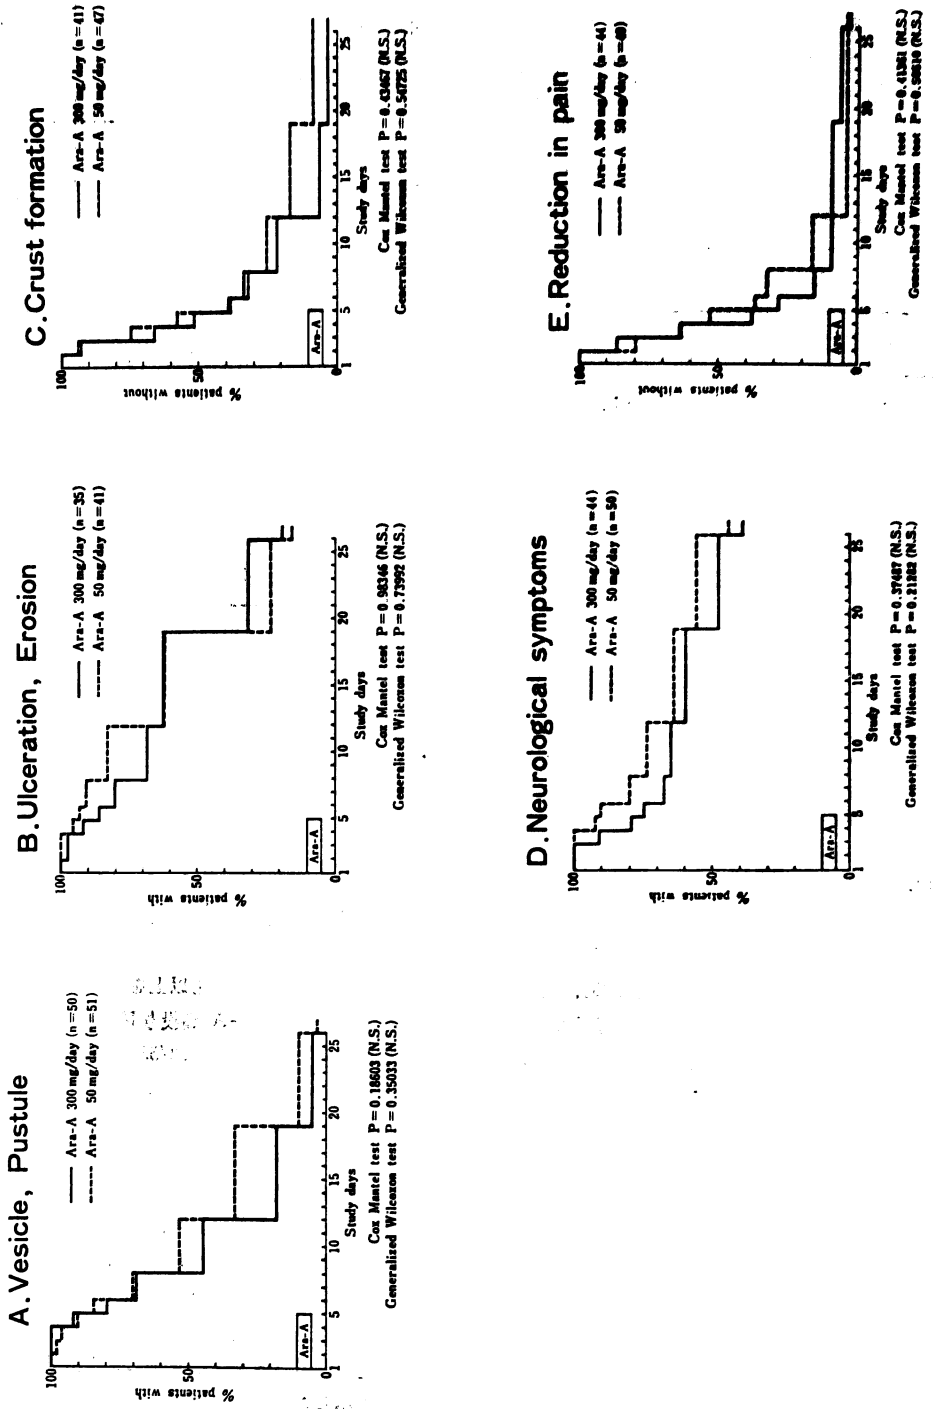 A. Vesicle, Pustule
Ara-A 300 mg/day (n=50)
Ara-A 50 mg/day (n=51)
% patients with
100
50
0
Ara-A
1
5
10
15
20
25
Study days
Cox Mantel test P=0.18603 (N.S.)
Generalized Wilcoxon test P=0.35033 (N.S.)
B. Ulceration, Erosion
Ara-A 300 mg/day (n=35)
Ara-A 50 mg/day (n=41)
% patients with
100
50
0
Ara-A
1
5
10
15
20
25
Study days
Cox Mantel test P=0.98346 (N.S.)
Generalized Wilcoxon test P=0.73992 (N.S.)
C. Crust formation
Ara-A 300 mg/day (n=41)
Ara-A 50 mg/day (n=47)
% patients without
100
50
0
Ara-A
1
5
10
15
20
25
Study days
Cox Mantel test P=0.43467 (N.S.)
Generalized Wilcoxon test P=0.54725 (N.S.)
D. Neurological symptoms
Ara-A 300 mg/day (n=44)
Ara-A 50 mg/day (n=50)
% patients with
100
50
0
Ara-A
1
5
10
15
20
25
Study days
Cox Mantel test P=0.37487 (N.S.)
Generalized Wilcoxon test P=0.21282 (N.S.)
E. Reduction in pain
Ara-A 300 mg/day (n=44)
Ara-A 50 mg/day (n=49)
% patients without
100
50
0
Ara-A
1
5
10
15
20
25
Study days
Cox Mantel test P=0.41361 (N.S.)
Generalized Wilcoxon test (N.S.)